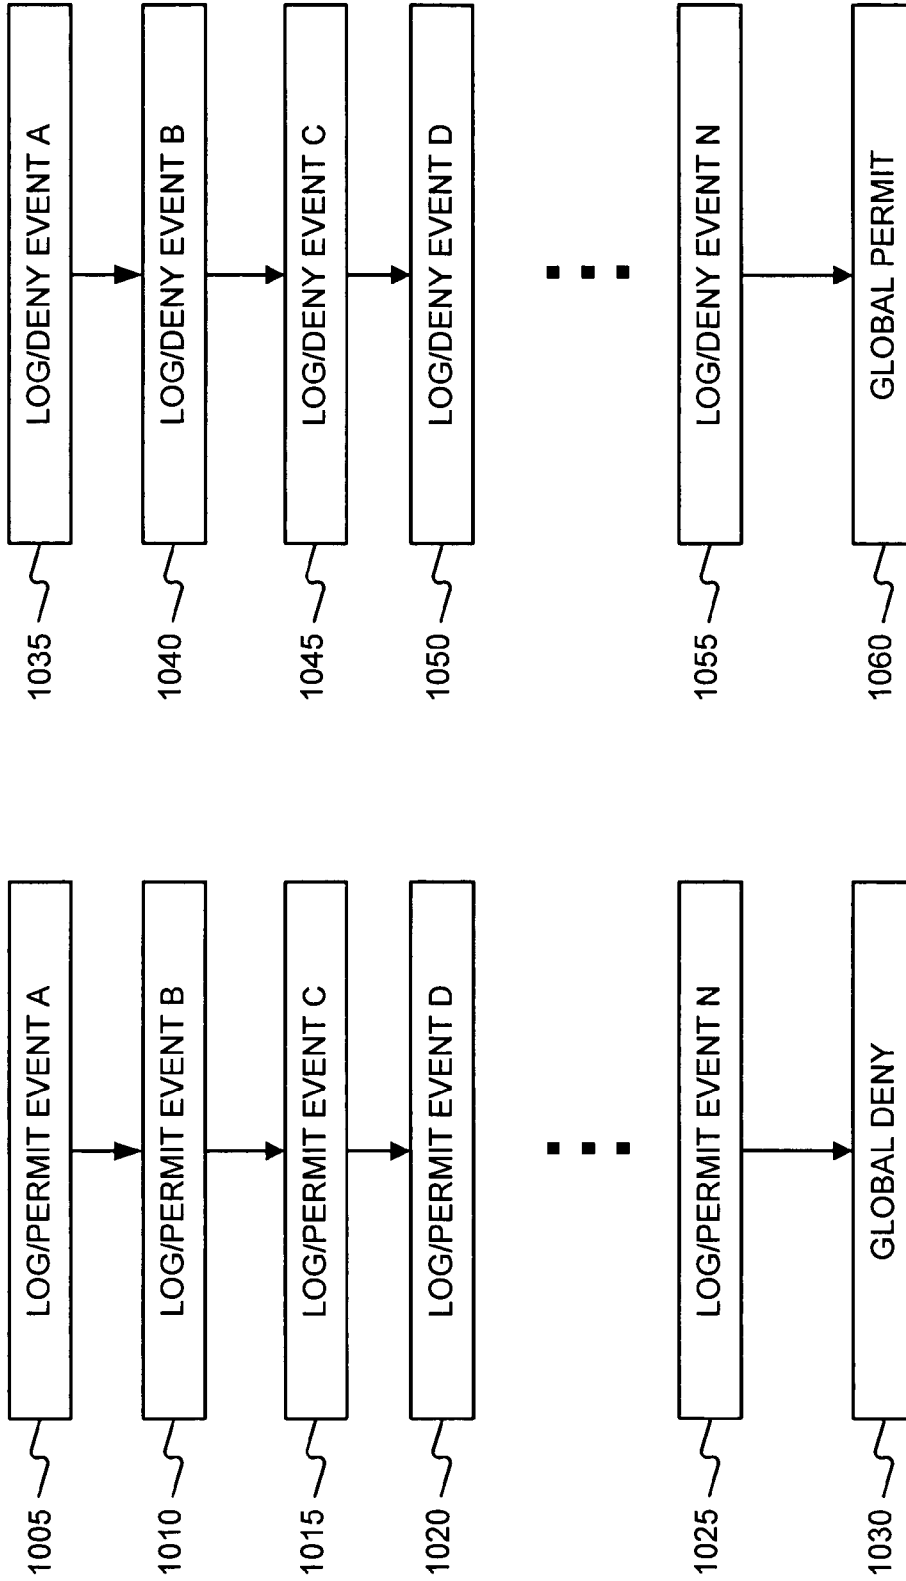 1005
LOG/PERMIT EVENT A
1010
LOG/PERMIT EVENT B
1015
LOG/PERMIT EVENT C
1020
LOG/PERMIT EVENT D
1025
LOG/PERMIT EVENT N
1030
GLOBAL DENY
1035
LOG/DENY EVENT A
1040
LOG/DENY EVENT B
1045
LOG/DENY EVENT C
1050
LOG/DENY EVENT D
1055
LOG/DENY EVENT N
1060
GLOBAL PERMIT